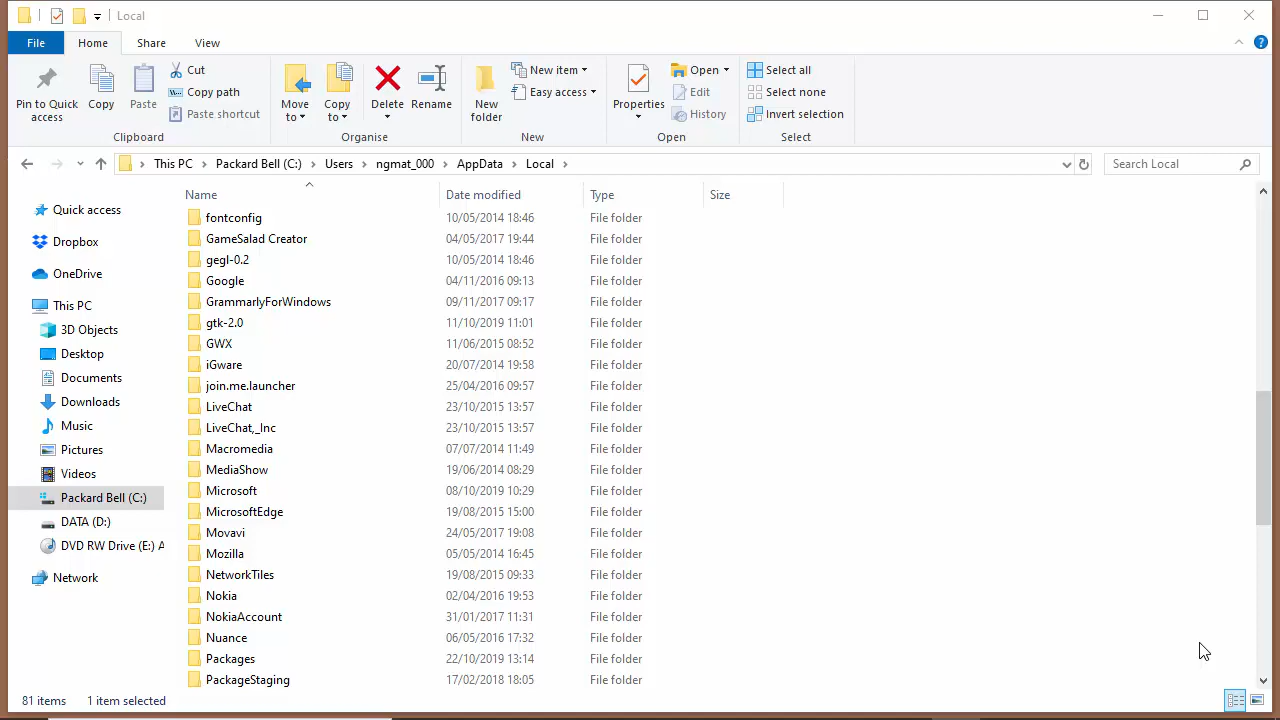 Local
File Home Share View
Pin to Quick access
Copy
Paste
Cut
Copy path
Paste shortcut
Clipboard
Move to
Copy to
Delete
Rename
Organise
New folder
New item
Easy access
New
Properties
Open
Edit
History
Open
Select all
Select none
Invert selection
Select
This PC Packard Bell (C:) Users ngmat_000 AppData Local
Search Local
Quick access
Dropbox
OneDrive
This PC
3D Objects
Desktop
Documents
Downloads
Music
Pictures
Videos
Packard Bell (C:)
DATA (D:)
DVD RW Drive (E:) A
Network
Name Date modified Type Size
fontconfig 10/05/2014 18:46 File folder
GameSalad Creator 04/05/2017 19:44 File folder
gegl-0.2 10/05/2014 18:46 File folder
Google 04/11/2016 09:13 File folder
GrammarlyForWindows 09/11/2017 09:17 File folder
gtk-2.0 11/10/2019 11:01 File folder
GWX 11/06/2015 08:52 File folder
iGware 20/07/2014 19:58 File folder
join.me.launcher 25/04/2016 09:57 File folder
LiveChat 23/10/2015 13:57 File folder
LiveChat,_Inc 23/10/2015 13:57 File folder
Macromedia 07/07/2014 11:49 File folder
MediaShow 19/06/2014 08:29 File folder
Microsoft 08/10/2019 10:29 File folder
MicrosoftEdge 19/08/2015 15:00 File folder
Movavi 24/05/2017 19:08 File folder
Mozilla 05/05/2014 16:45 File folder
NetworkTiles 19/08/2015 09:33 File folder
Nokia 02/04/2016 19:53 File folder
NokiaAccount 31/01/2017 11:31 File folder
Nuance 06/05/2016 17:32 File folder
Packages 22/10/2019 13:14 File folder
PackageStaging 17/02/2018 18:05 File folder
81 items 1 item selected